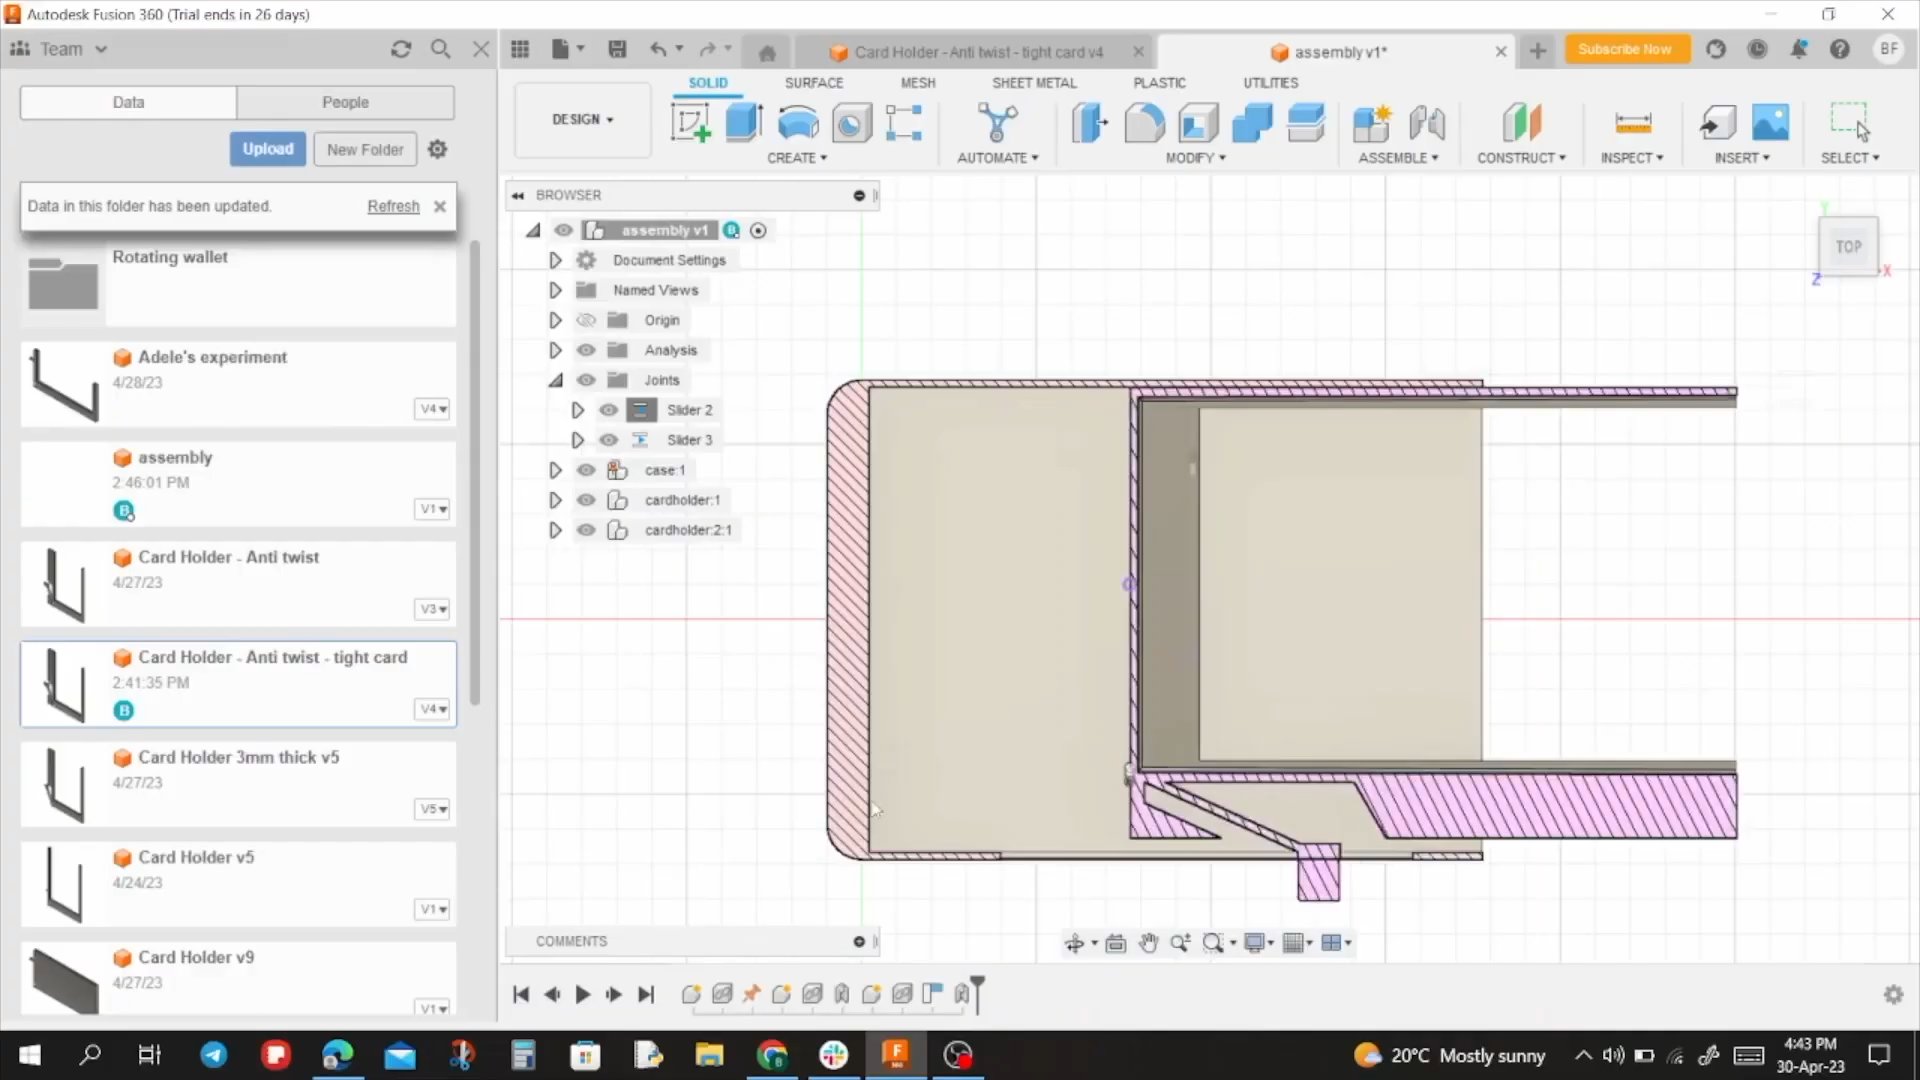 Autodesk Fusion 360 (Trial ends in 26 days)
Team
Card Holder - Anti twist - tight card v4
assembly v1*
Subscribe Now
BF
Data
People
Upload
New Folder
Data in this folder has been updated.
Refresh
Rotating wallet
Adele's experiment
4/28/23
V4
assembly
2:46:01 PM
B
V1
Card Holder - Anti twist
4/27/23
V3
Card Holder - Anti twist - tight card
2:41:35 PM
B
V4
Card Holder 3mm thick v5
4/27/23
V5
Card Holder v5
4/24/23
V1
Card Holder v9
4/27/23
V1
DESIGN
SOLID
SURFACE
MESH
SHEET METAL
PLASTIC
UTILITIES
CREATE
AUTOMATE
MODIFY
ASSEMBLE
CONSTRUCT
INSPECT
INSERT
SELECT
BROWSER
assembly v1
B
Document Settings
Named Views
Origin
Analysis
Joints
Slider 2
Slider 3
case:1
cardholder:1
cardholder:2:1
Y
TOP
X
Z
COMMENTS
20°C Mostly sunny
4:43 PM
30-Apr-23